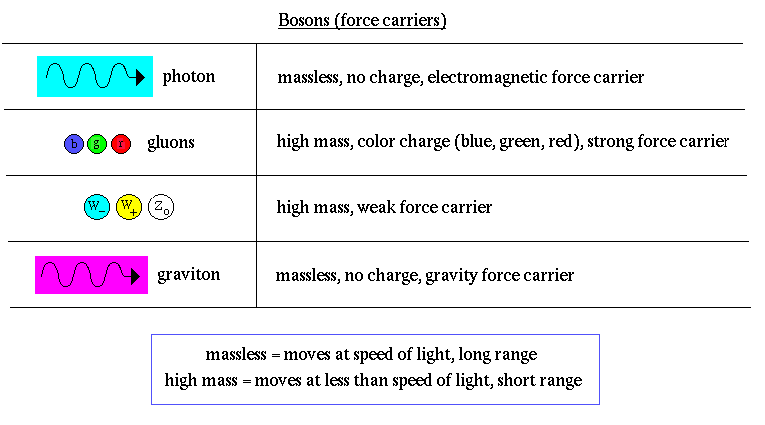 Bosons (force carriers)
photon massless, no charge, electromagnetic force carrier
b g r gluons high mass, color charge (blue, green, red), strong force carrier
W- W+ Z0 high mass, weak force carrier
graviton massless, no charge, gravity force carrier
massless = moves at speed of light, long range
high mass = moves at less than speed of light, short range